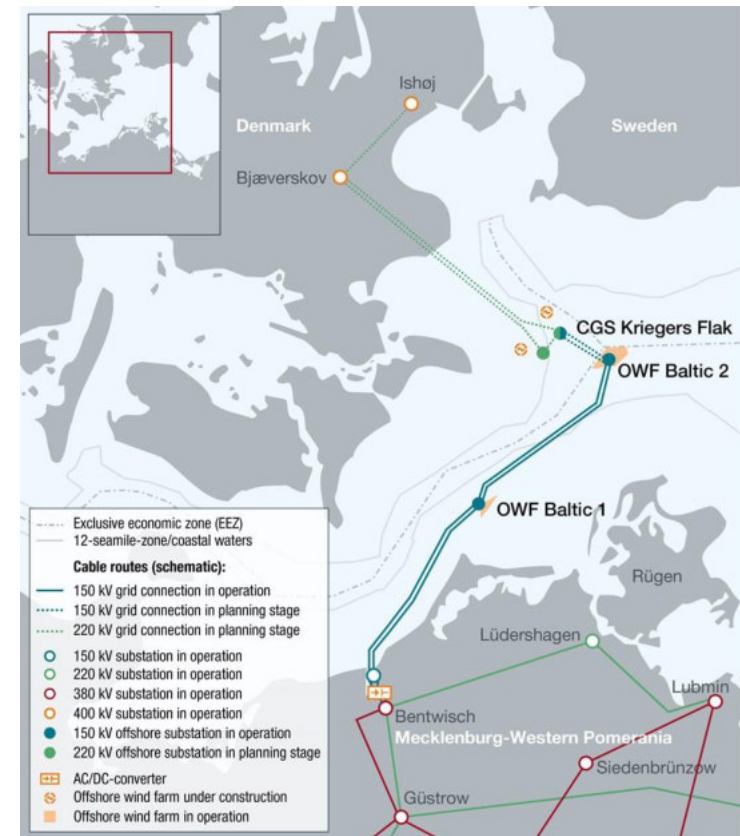 Ishøj
Denmark
Sweden
Bjæverskov
CGS Kriegers Flak
OWF Baltic 2
OWF Baltic 1
Rügen
Lüdershagen
Lubmin
Bentwisch
Mecklenburg-Western Pomerania
Siedenbrünzow
Güstrow
Exclusive economic zone (EEZ)
12-seamile-zone/coastal waters
Cable routes (schematic):
150 kV grid connection in operation
150 kV grid connection in planning stage
220 kV grid connection in planning stage
150 kV substation in operation
220 kV substation in operation
380 kV substation in operation
400 kV substation in operation
150 kV offshore substation in operation
220 kV offshore substation in planning stage
AC/DC-converter
Offshore wind farm under construction
Offshore wind farm in operation